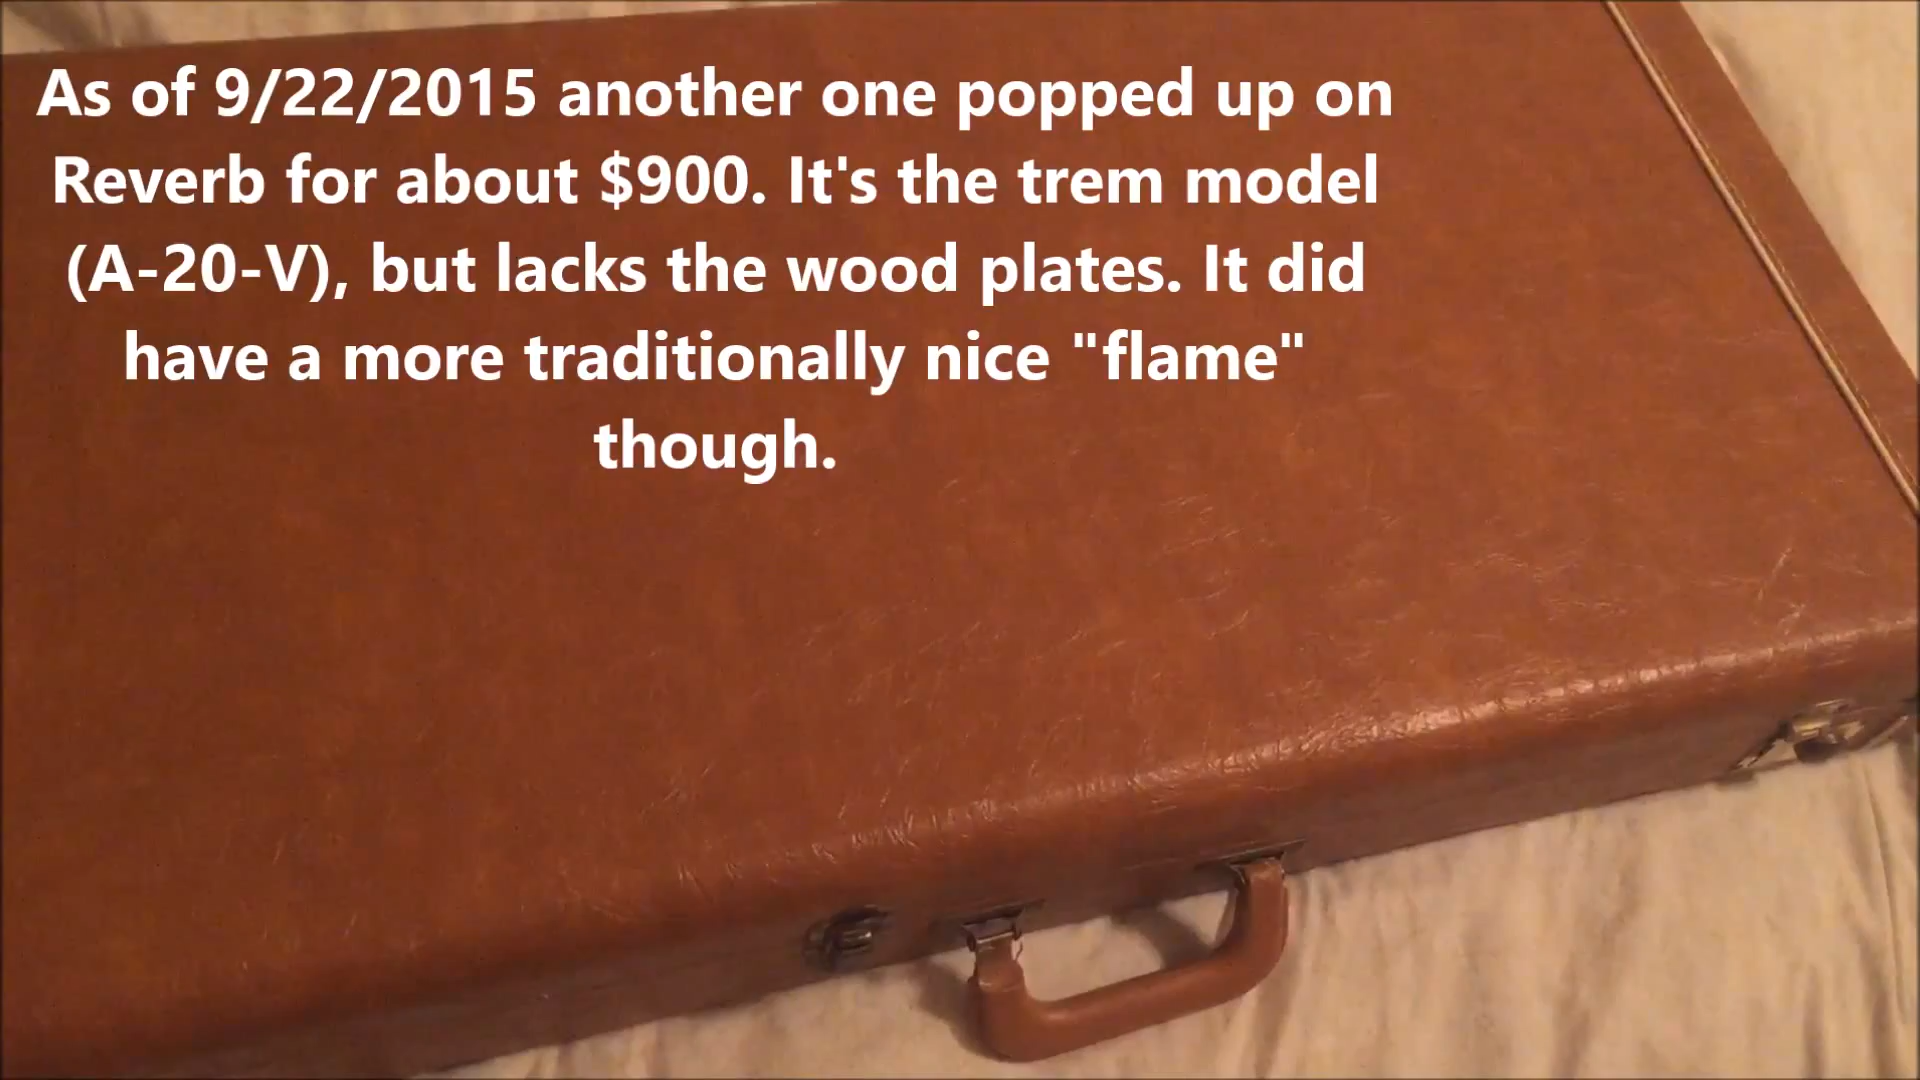 As of 9/22/2015 another one popped up on
Reverb for about $900. It's the trem model
(A-20-V), but lacks the wood plates. It did
have a more traditionally nice "flame"
though.